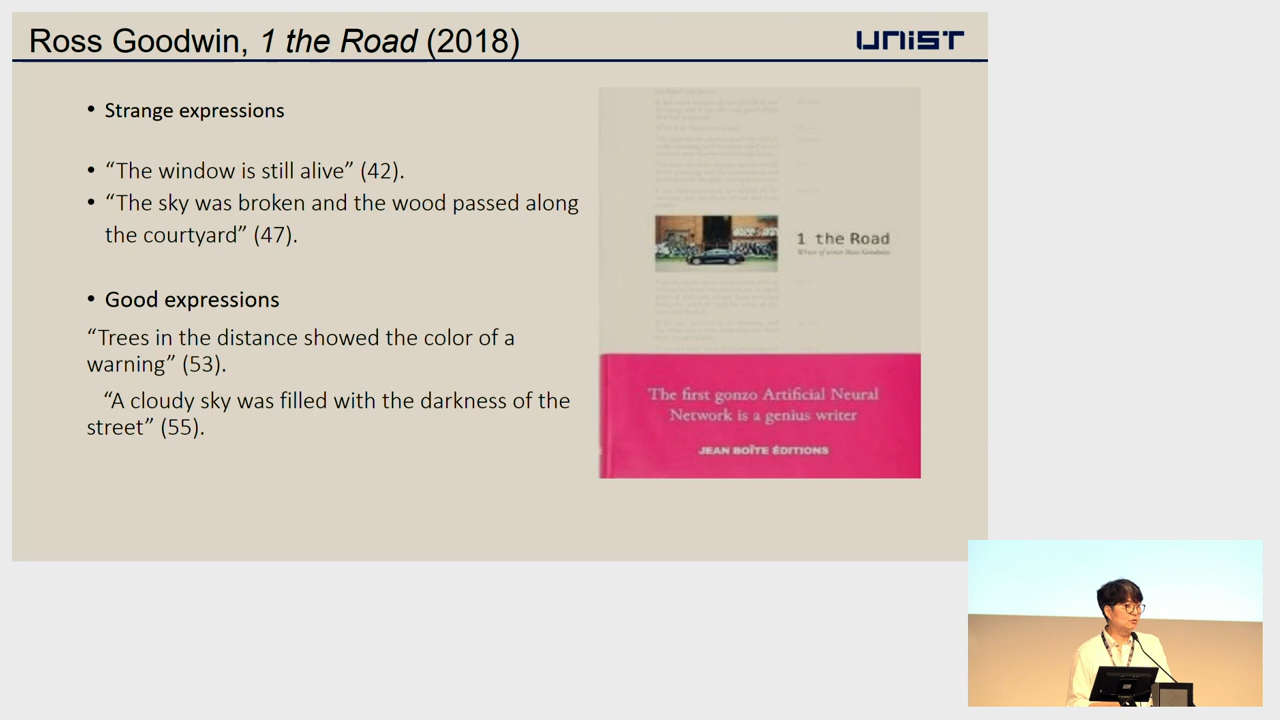 Ross Goodwin, 1 the Road (2018)
UNIST
• Strange expressions
• “The window is still alive” (42).
• “The sky was broken and the wood passed along
the courtyard” (47).
• Good expressions
“Trees in the distance showed the color of a
warning” (53).
“A cloudy sky was filled with the darkness of the
street” (55).
1 the Road
The first gonzo Artificial Neural
Network is a genius writer
JEAN BOÎTE ÉDITIONS